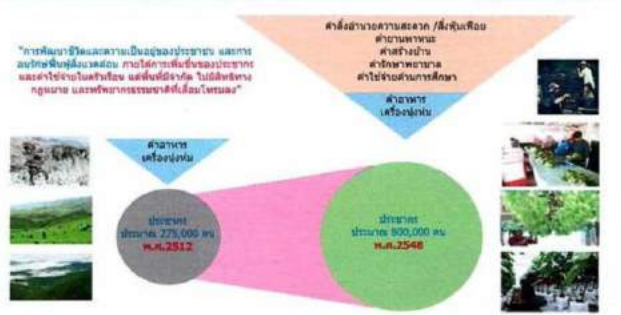 "การพัฒนาชีวิตและความเป็นอยู่ของประชาชน และการ
อนุรักษ์ฟื้นฟูสิ่งแวดล้อม ภายใต้การเพิ่มขึ้นของประชากร
และค่าใช้จ่ายในครัวเรือน แต่พื้นที่มีจำกัด ไม่มีสิทธิทาง
กฎหมาย และทรัพยากรธรรมชาติที่เสื่อมโทรมลง"
ค่าสิ่งอำนวยความสะดวก /สิ่งฟุ่มเฟือย
ค่ายานพาหนะ
ค่าสร้างบ้าน
ค่ารักษาพยาบาล
ค่าใช้จ่ายด้านการศึกษา
ค่าอาหาร
เครื่องนุ่งห่ม
ค่าอาหาร
เครื่องนุ่งห่ม
ประชากร
ประมาณ 275,000 คน
พ.ศ.2512
ประชากร
ประมาณ 800,000 คน
พ.ศ.2548